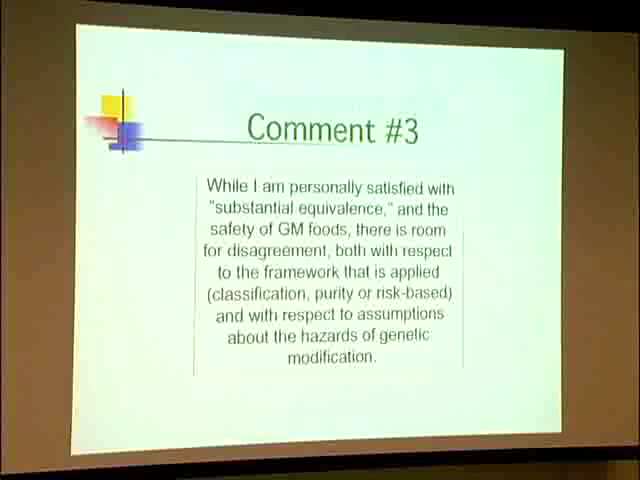 Comment #3
While I am personally satisfied with
"substantial equivalence," and the
safety of GM foods, there is room
for disagreement, both with respect
to the framework that is applied
(classification, purity or risk-based)
and with respect to assumptions
about the hazards of genetic
modification.